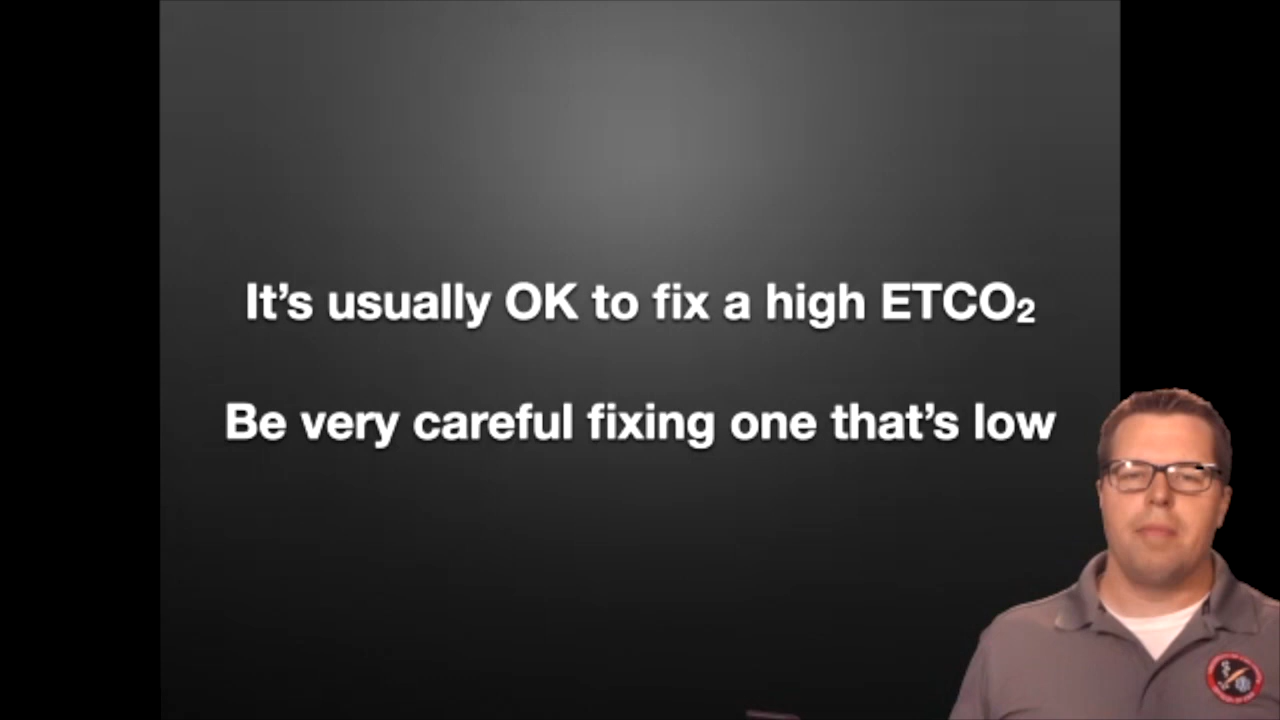 It’s usually OK to fix a high ETCO₂
Be very careful fixing one that’s low